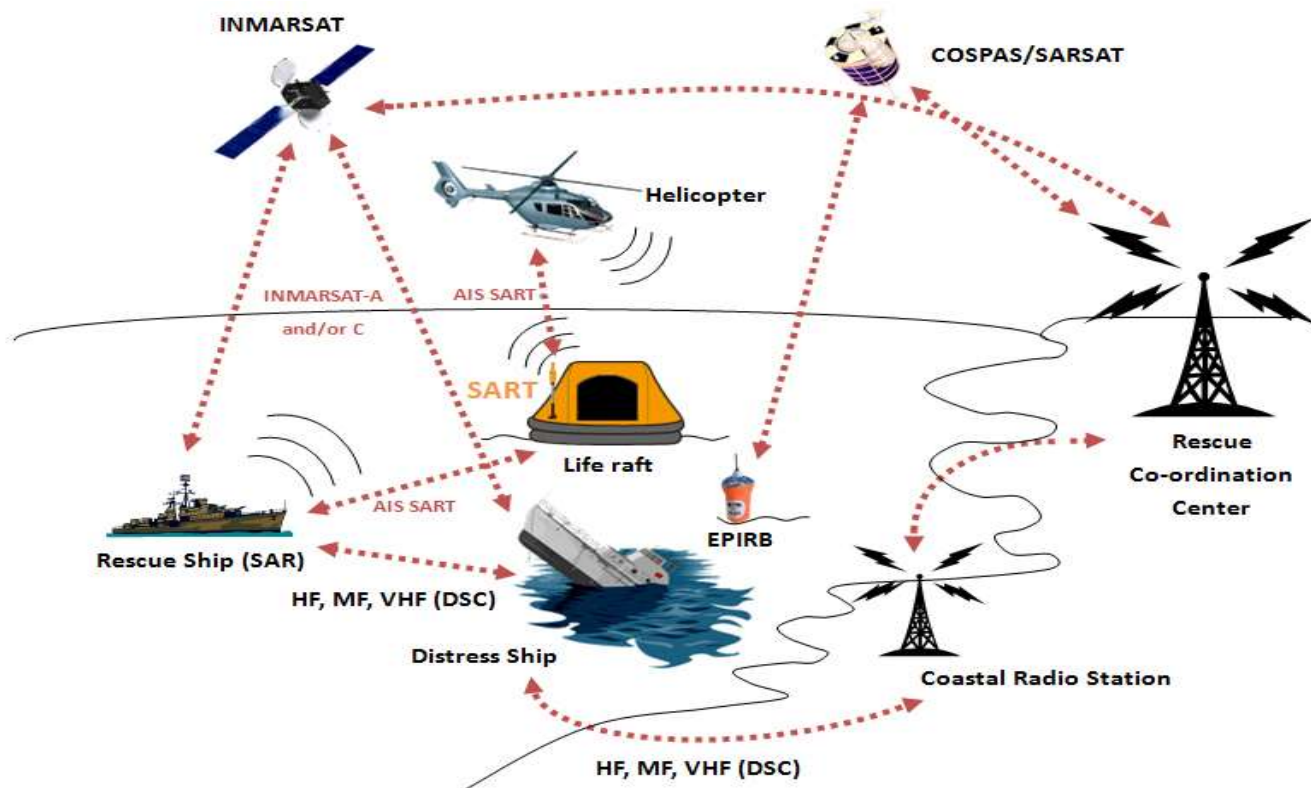 INMARSAT
COSPAS/SARSAT
Helicopter
INMARSAT-A
and/or C
AIS SART
SART
Life raft
Rescue
Co-ordination
Center
AIS SART
EPIRB
Rescue Ship (SAR)
HF, MF, VHF (DSC)
Distress Ship
Coastal Radio Station
HF, MF, VHF (DSC)